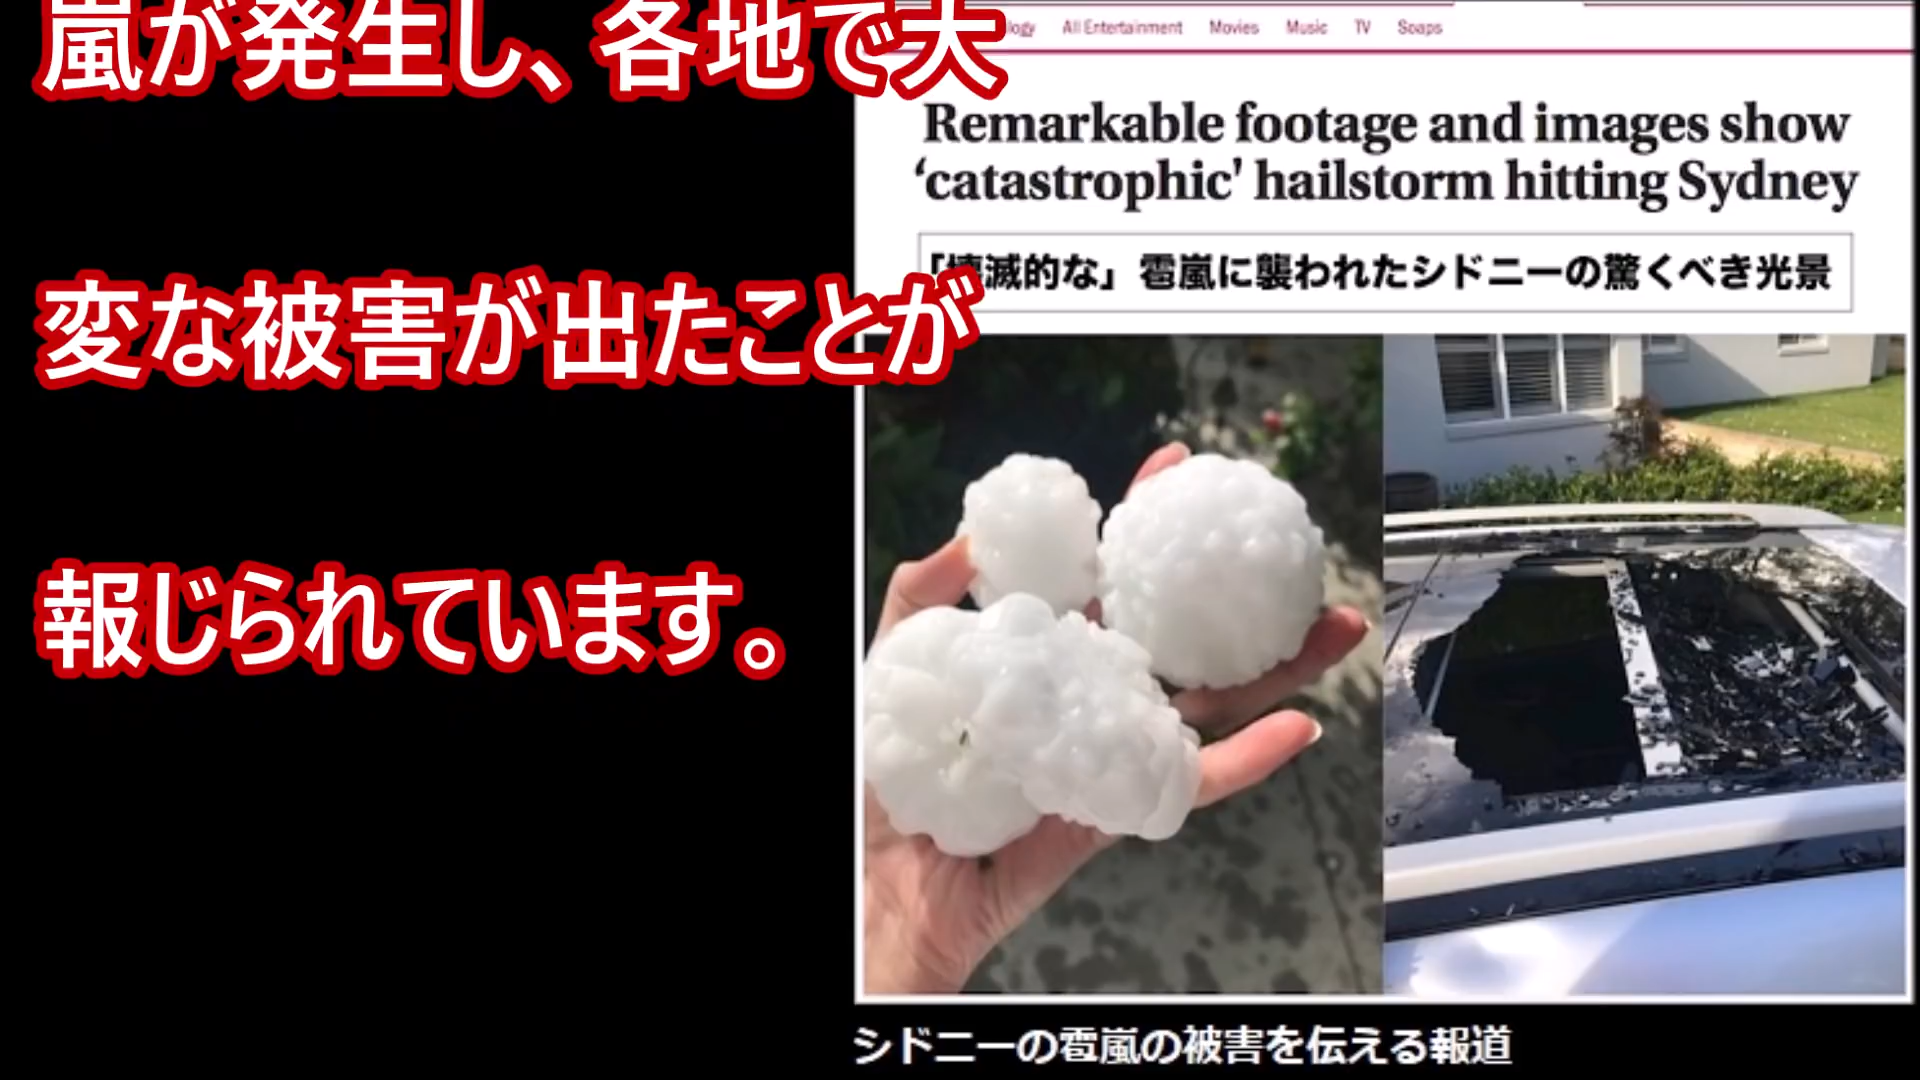 嵐が発生し、各地で大
変な被害が出たことが
報じられています。
All Entertainment Movies Music TV Soaps
Remarkable footage and images show
‘catastrophic' hailstorm hitting Sydney
滅的な」雹嵐に襲われたシドニーの驚くべき光景
シドニーの雹嵐の被害を伝える報道